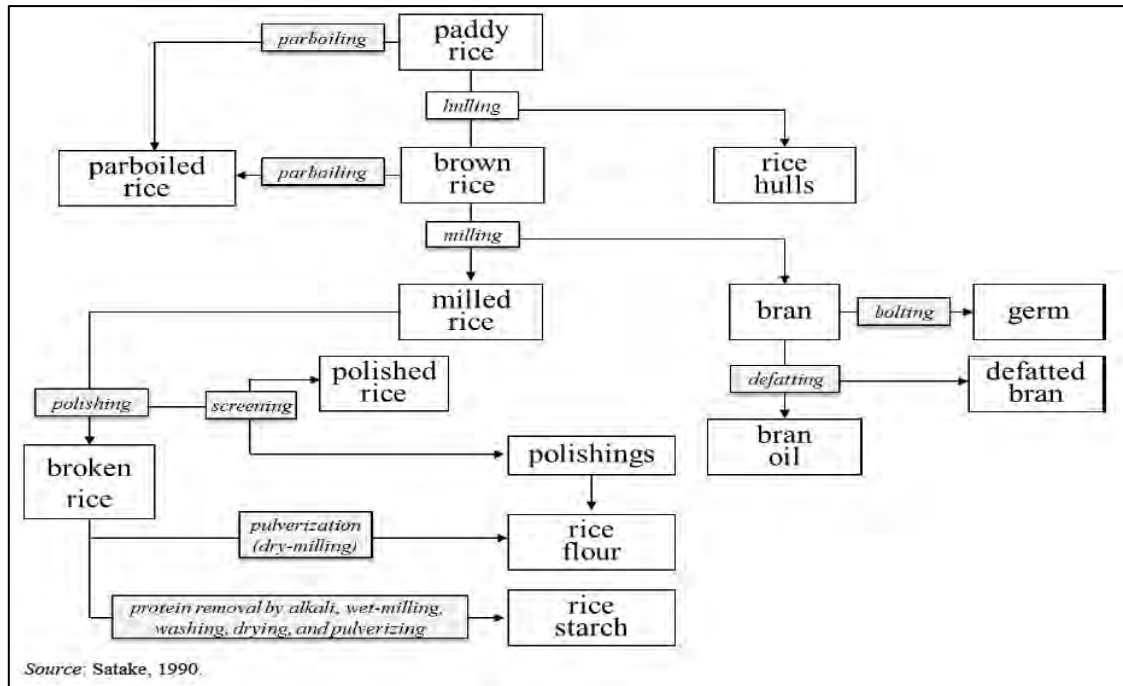 parboiling
paddy
rice
hulling
parboiled
rice
parboiling
brown
rice
rice
hulls
milling
milled
rice
bran
bolting
germ
polished
rice
defatting
defatted
bran
polishing
screening
bran
oil
broken
rice
polishings
pulverization
(dry-milling)
rice
flour
protein removal by alkali, wet-milling,
washing, drying, and pulverizing
rice
starch
Source: Satake, 1990.